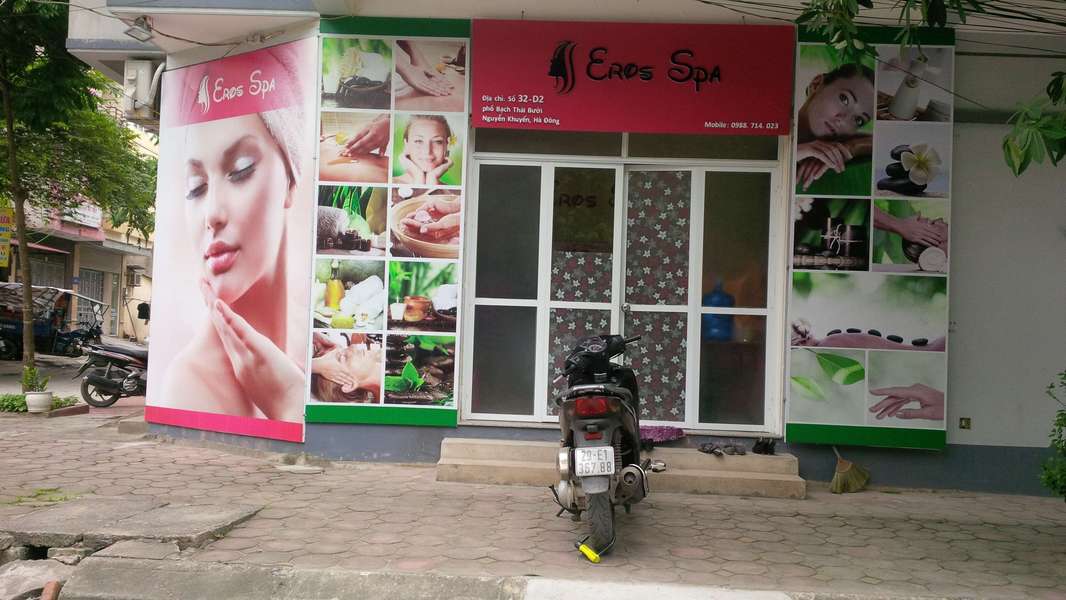 Eros Spa
Eros Spa
Địa chỉ: Số 32-D2
phố Bạch Thái Bưởi
Nguyễn Khuyến, Hà Đông
Mobile: 0988. 714. 023
29-E1
367.88